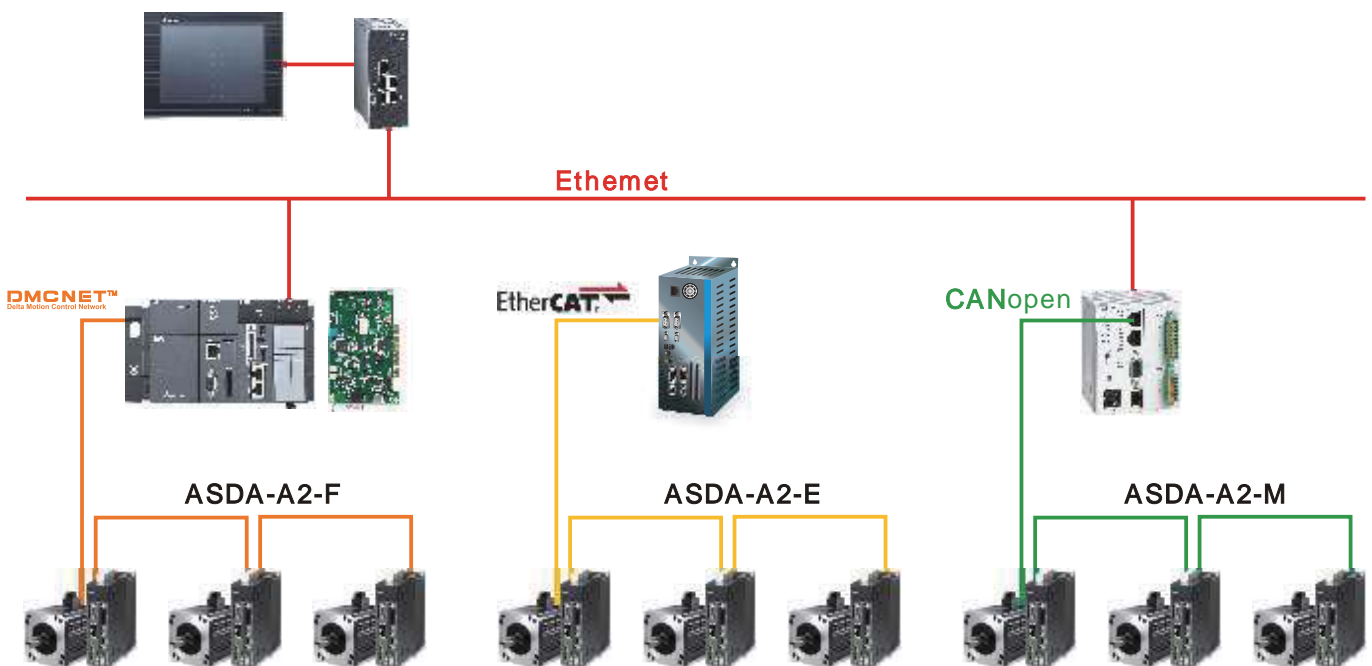 Ethemet
DMCNET™
Delta Motion Control Network
EtherCAT
CANopen
ASDA-A2-F
ASDA-A2-E
ASDA-A2-M